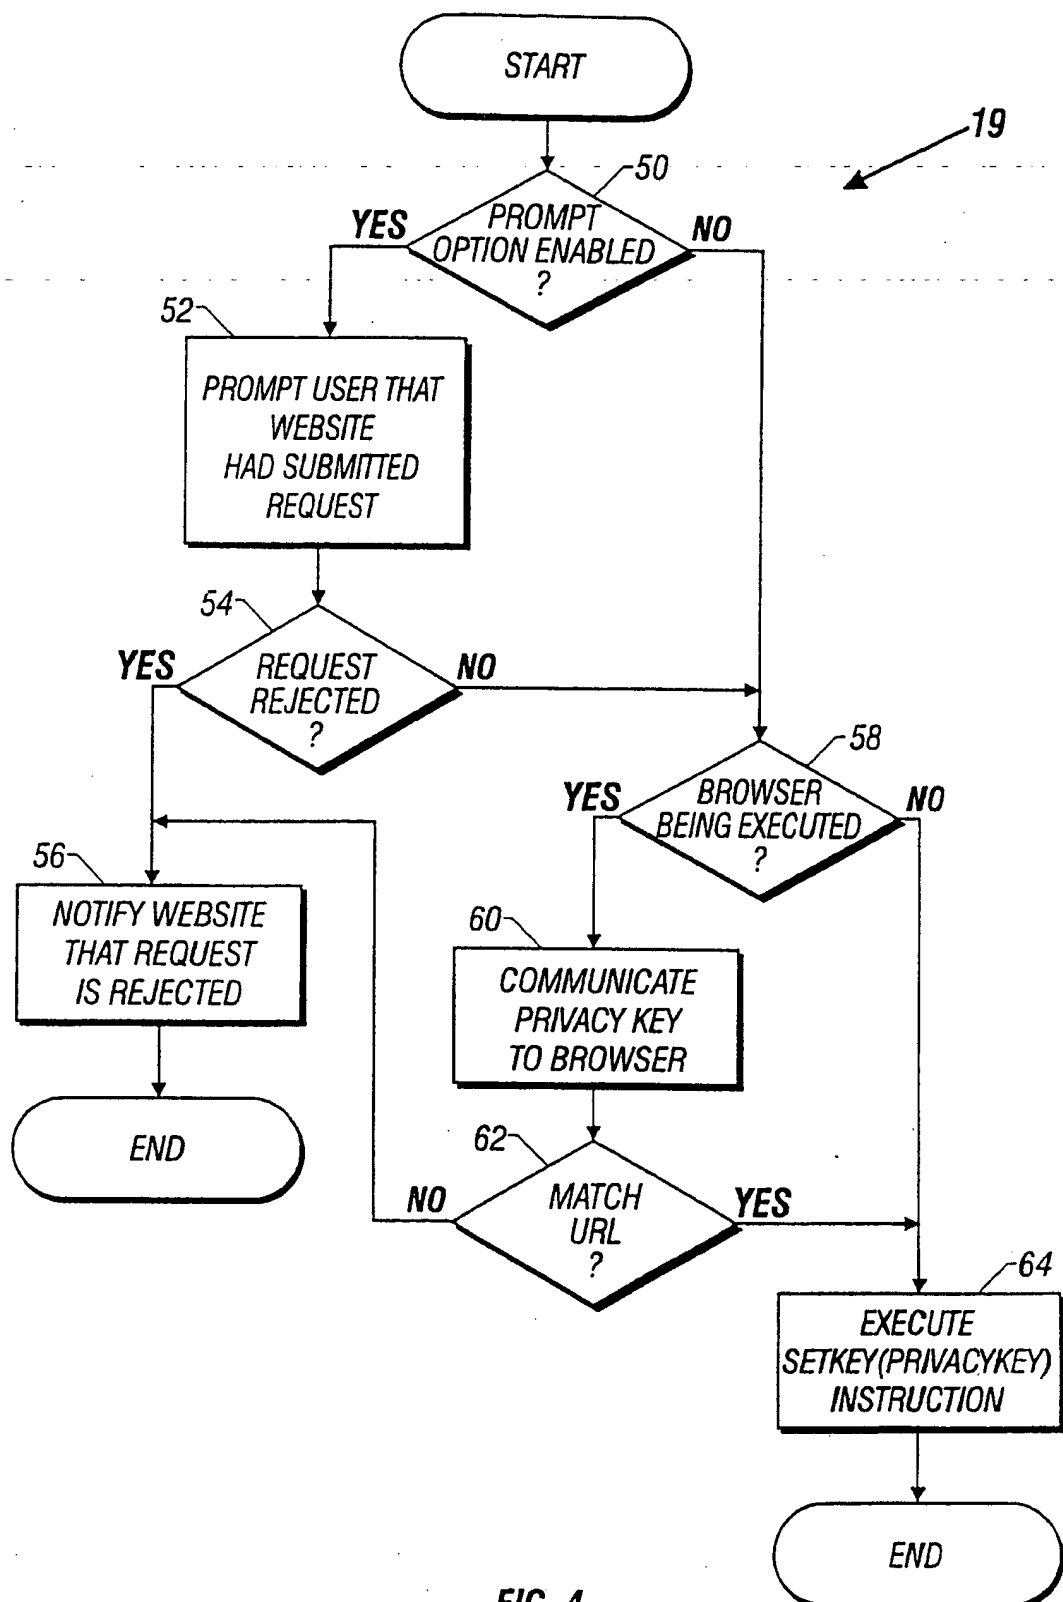 START
19
50
PROMPT
OPTION ENABLED
?
YES
NO
52
PROMPT USER THAT
WEBSITE
HAD SUBMITTED
REQUEST
54
REQUEST
REJECTED
?
YES
NO
58
BROWSER
BEING EXECUTED
?
YES
NO
56
NOTIFY WEBSITE
THAT REQUEST
IS REJECTED
END
60
COMMUNICATE
PRIVACY KEY
TO BROWSER
62
MATCH
URL
?
NO
YES
64
EXECUTE
SETKEY(PRIVACYKEY)
INSTRUCTION
END
FIG. 4